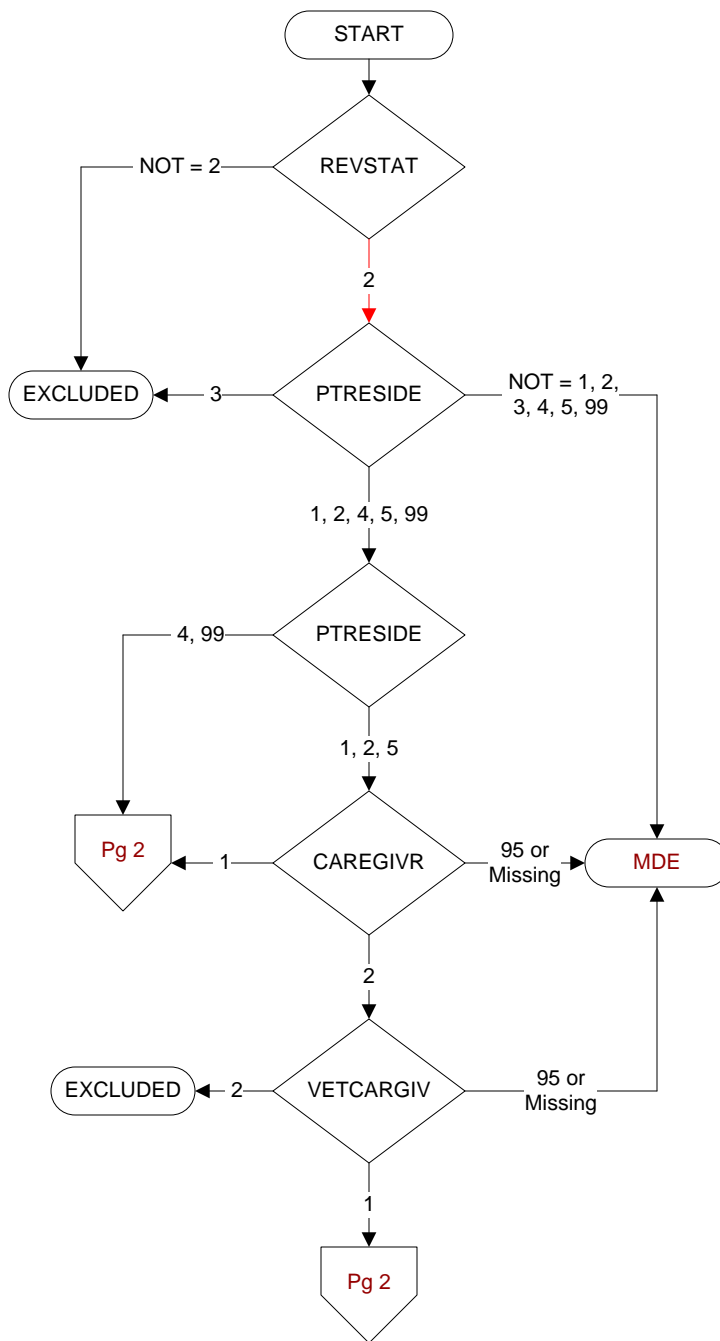 START
REVSTAT
NOT = 2
2
EXCLUDED
3
PTRESIDE
NOT = 1, 2,
3, 4, 5, 99
1, 2, 4, 5, 99
PTRESIDE
4, 99
1, 2, 5
Pg 2
1
CAREGIVR
95 or
Missing
MDE
2
EXCLUDED
2
VETCARGIV
95 or
Missing
1
Pg 2